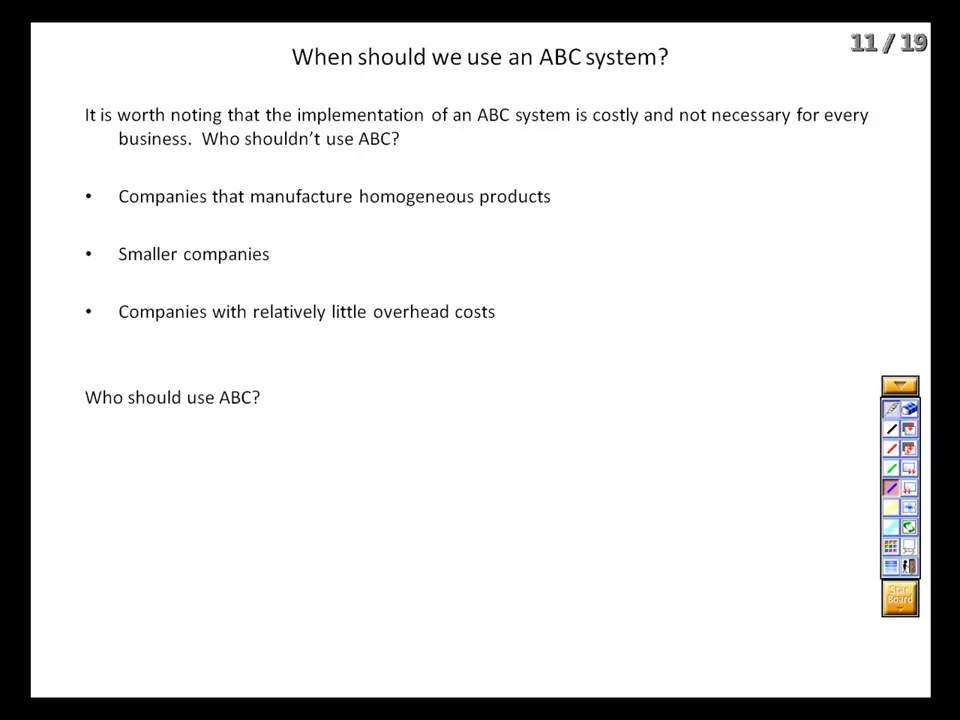 11 / 19
When should we use an ABC system?
It is worth noting that the implementation of an ABC system is costly and not necessary for every
business.  Who shouldn't use ABC?
• Companies that manufacture homogeneous products
• Smaller companies
• Companies with relatively little overhead costs
Who should use ABC?
Star
Board